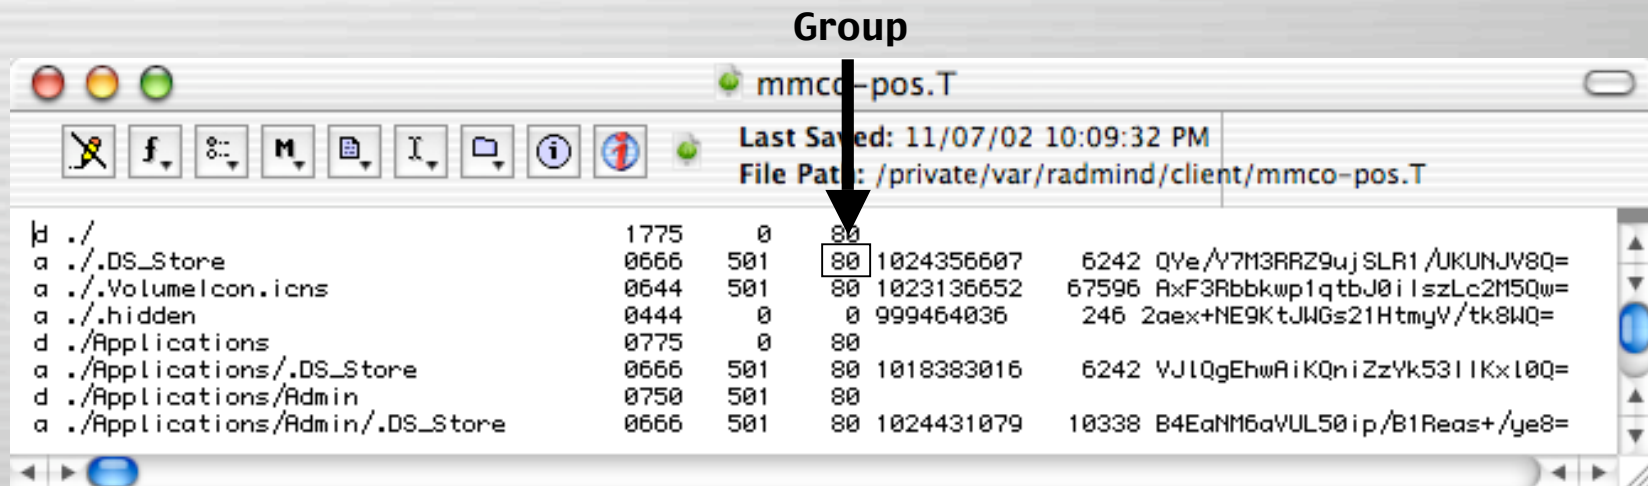 Group
mmco-pos.T
Last Saved: 11/07/02 10:09:32 PM
File Path: /private/var/radmind/client/mmco-pos.T
d ./ 1775 0 80
a ./.DS_Store 0666 501 80 1024356607 6242 QYe/Y7M3RRZ9ujSLR1/UKUNJV8Q=
a ./.VolumeIcon.icns 0644 501 80 1023136652 67596 AxF3Rbbkwp1qtbJ0ilszLc2M5Qw=
a ./.hidden 0444 0 0 999464036 246 2aex+NE9KtJWGs21HtmyV/tk8WQ=
d ./Applications 0775 0 80
a ./Applications/.DS_Store 0666 501 80 1018383016 6242 VJlQgEhwAiKQniZzYk53IIKxl0Q=
d ./Applications/Admin 0750 501 80
a ./Applications/Admin/.DS_Store 0666 501 80 1024431079 10338 B4EaNM6aVUL50ip/B1Reas+/ye8=